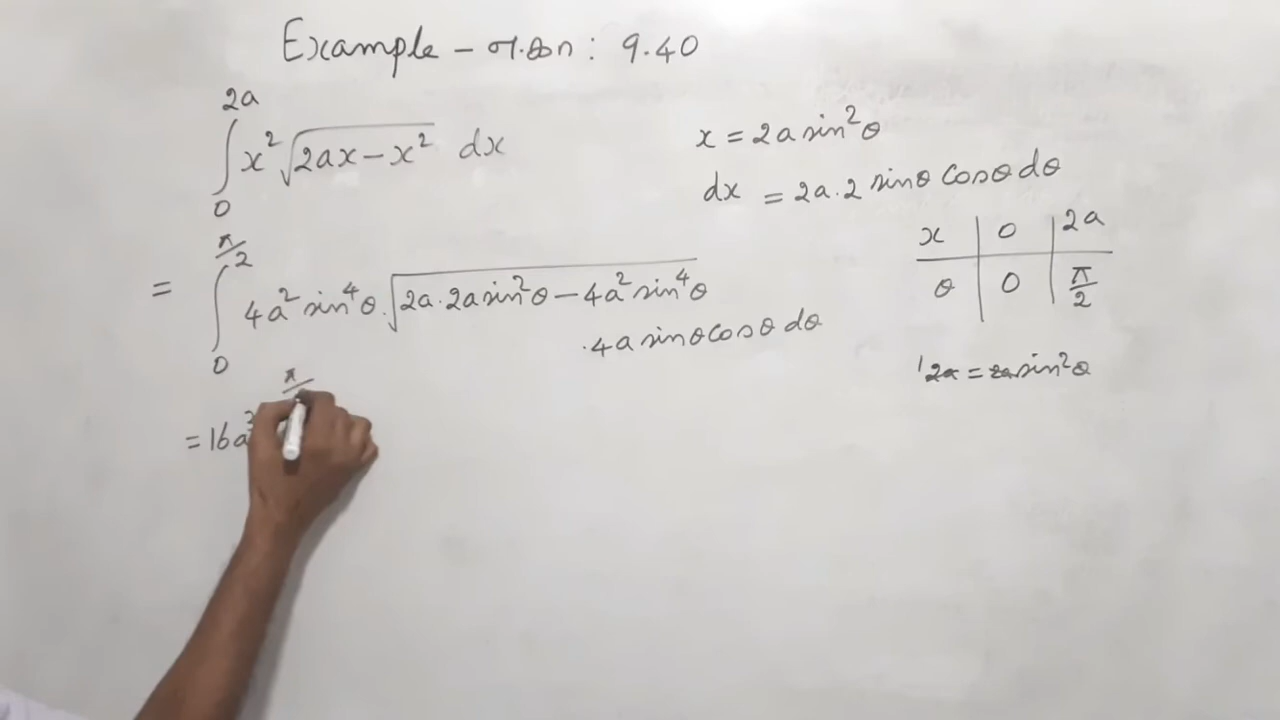 Example – எ.கா : 9.40
2a
∫ x² √(2ax – x²) dx
0
x = 2a sin²θ
dx = 2a.2 sinθ cosθ dθ
x | 0 | 2a
θ | 0 | π/2
π/2
= ∫ 4a² sin⁴θ . √(2a.2a sin²θ – 4a² sin⁴θ)
0
.4a sinθ cosθ dθ
2a = 2a sin²θ
π
= 16a³